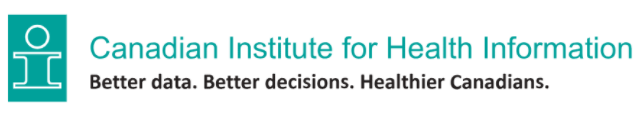 Canadian Institute for Health Information
Better data. Better decisions. Healthier Canadians.